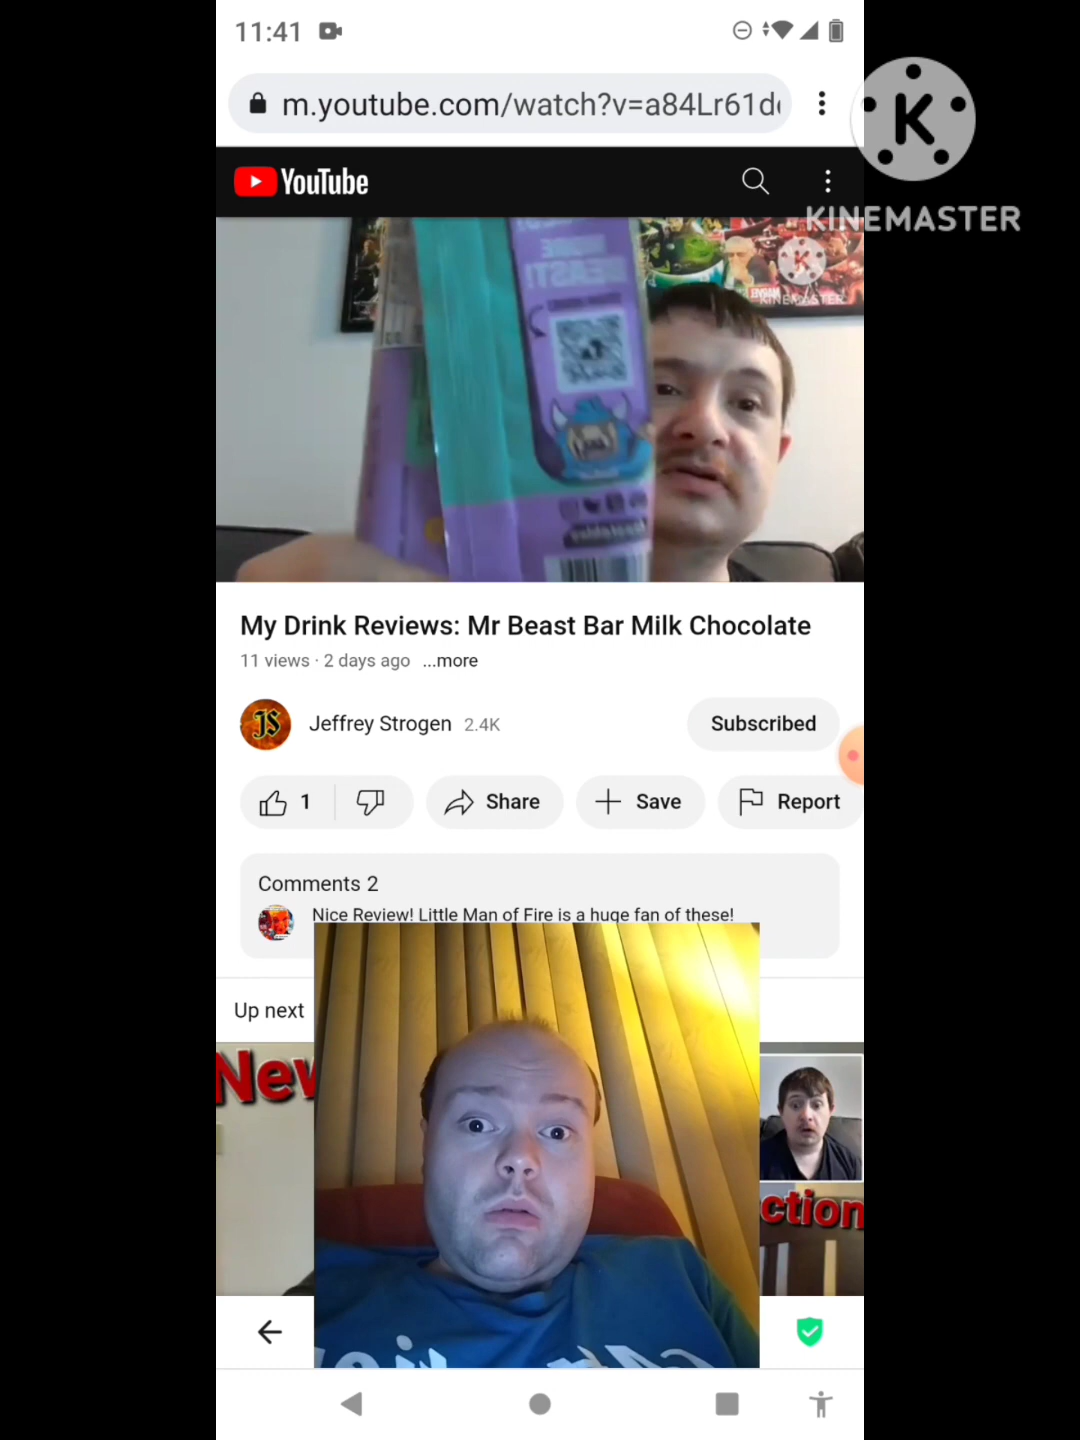 11:41
m.youtube.com/watch?v=a84Lr61d
K
KINEMASTER
YouTube
BEAST!
K
KINEMASTER
My Drink Reviews: Mr Beast Bar Milk Chocolate
11 views · 2 days ago ...more
JS
Jeffrey Strogen 2.4K
Subscribed
1
Share
Save
Report
Comments 2
Nice Review! Little Man of Fire is a huge fan of these!
Up next
New
ction